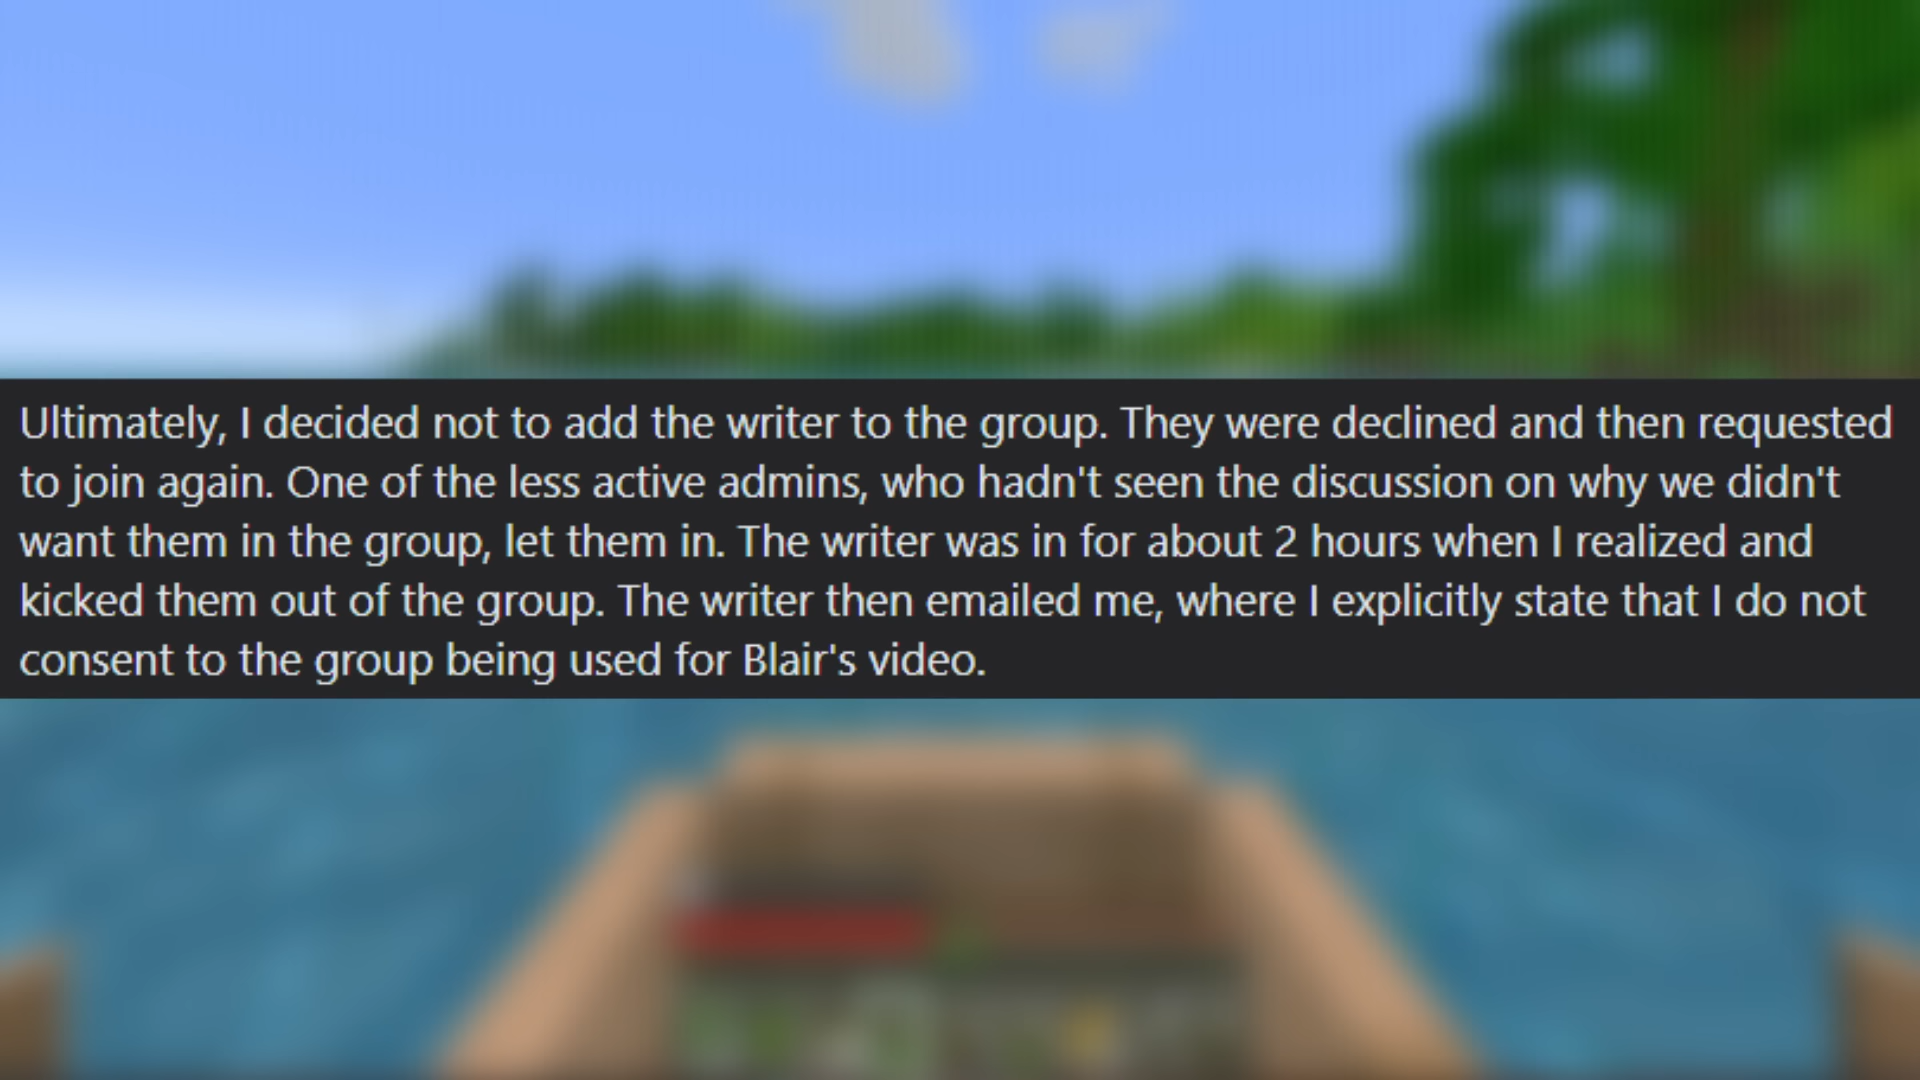 Ultimately, I decided not to add the writer to the group. They were declined and then requested
to join again. One of the less active admins, who hadn't seen the discussion on why we didn't
want them in the group, let them in. The writer was in for about 2 hours when I realized and
kicked them out of the group. The writer then emailed me, where I explicitly state that I do not
consent to the group being used for Blair's video.